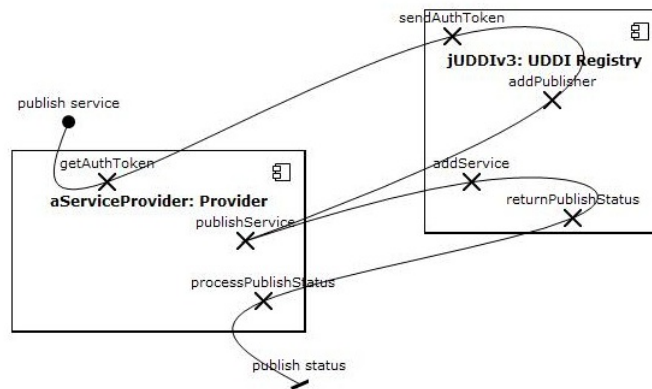 sendAuthToken
jUDDIv3: UDDI Registry
addPublisher
publish service
getAuthToken
addService
aServiceProvider: Provider
returnPublishStatus
publishService
processPublishStatus
publish status